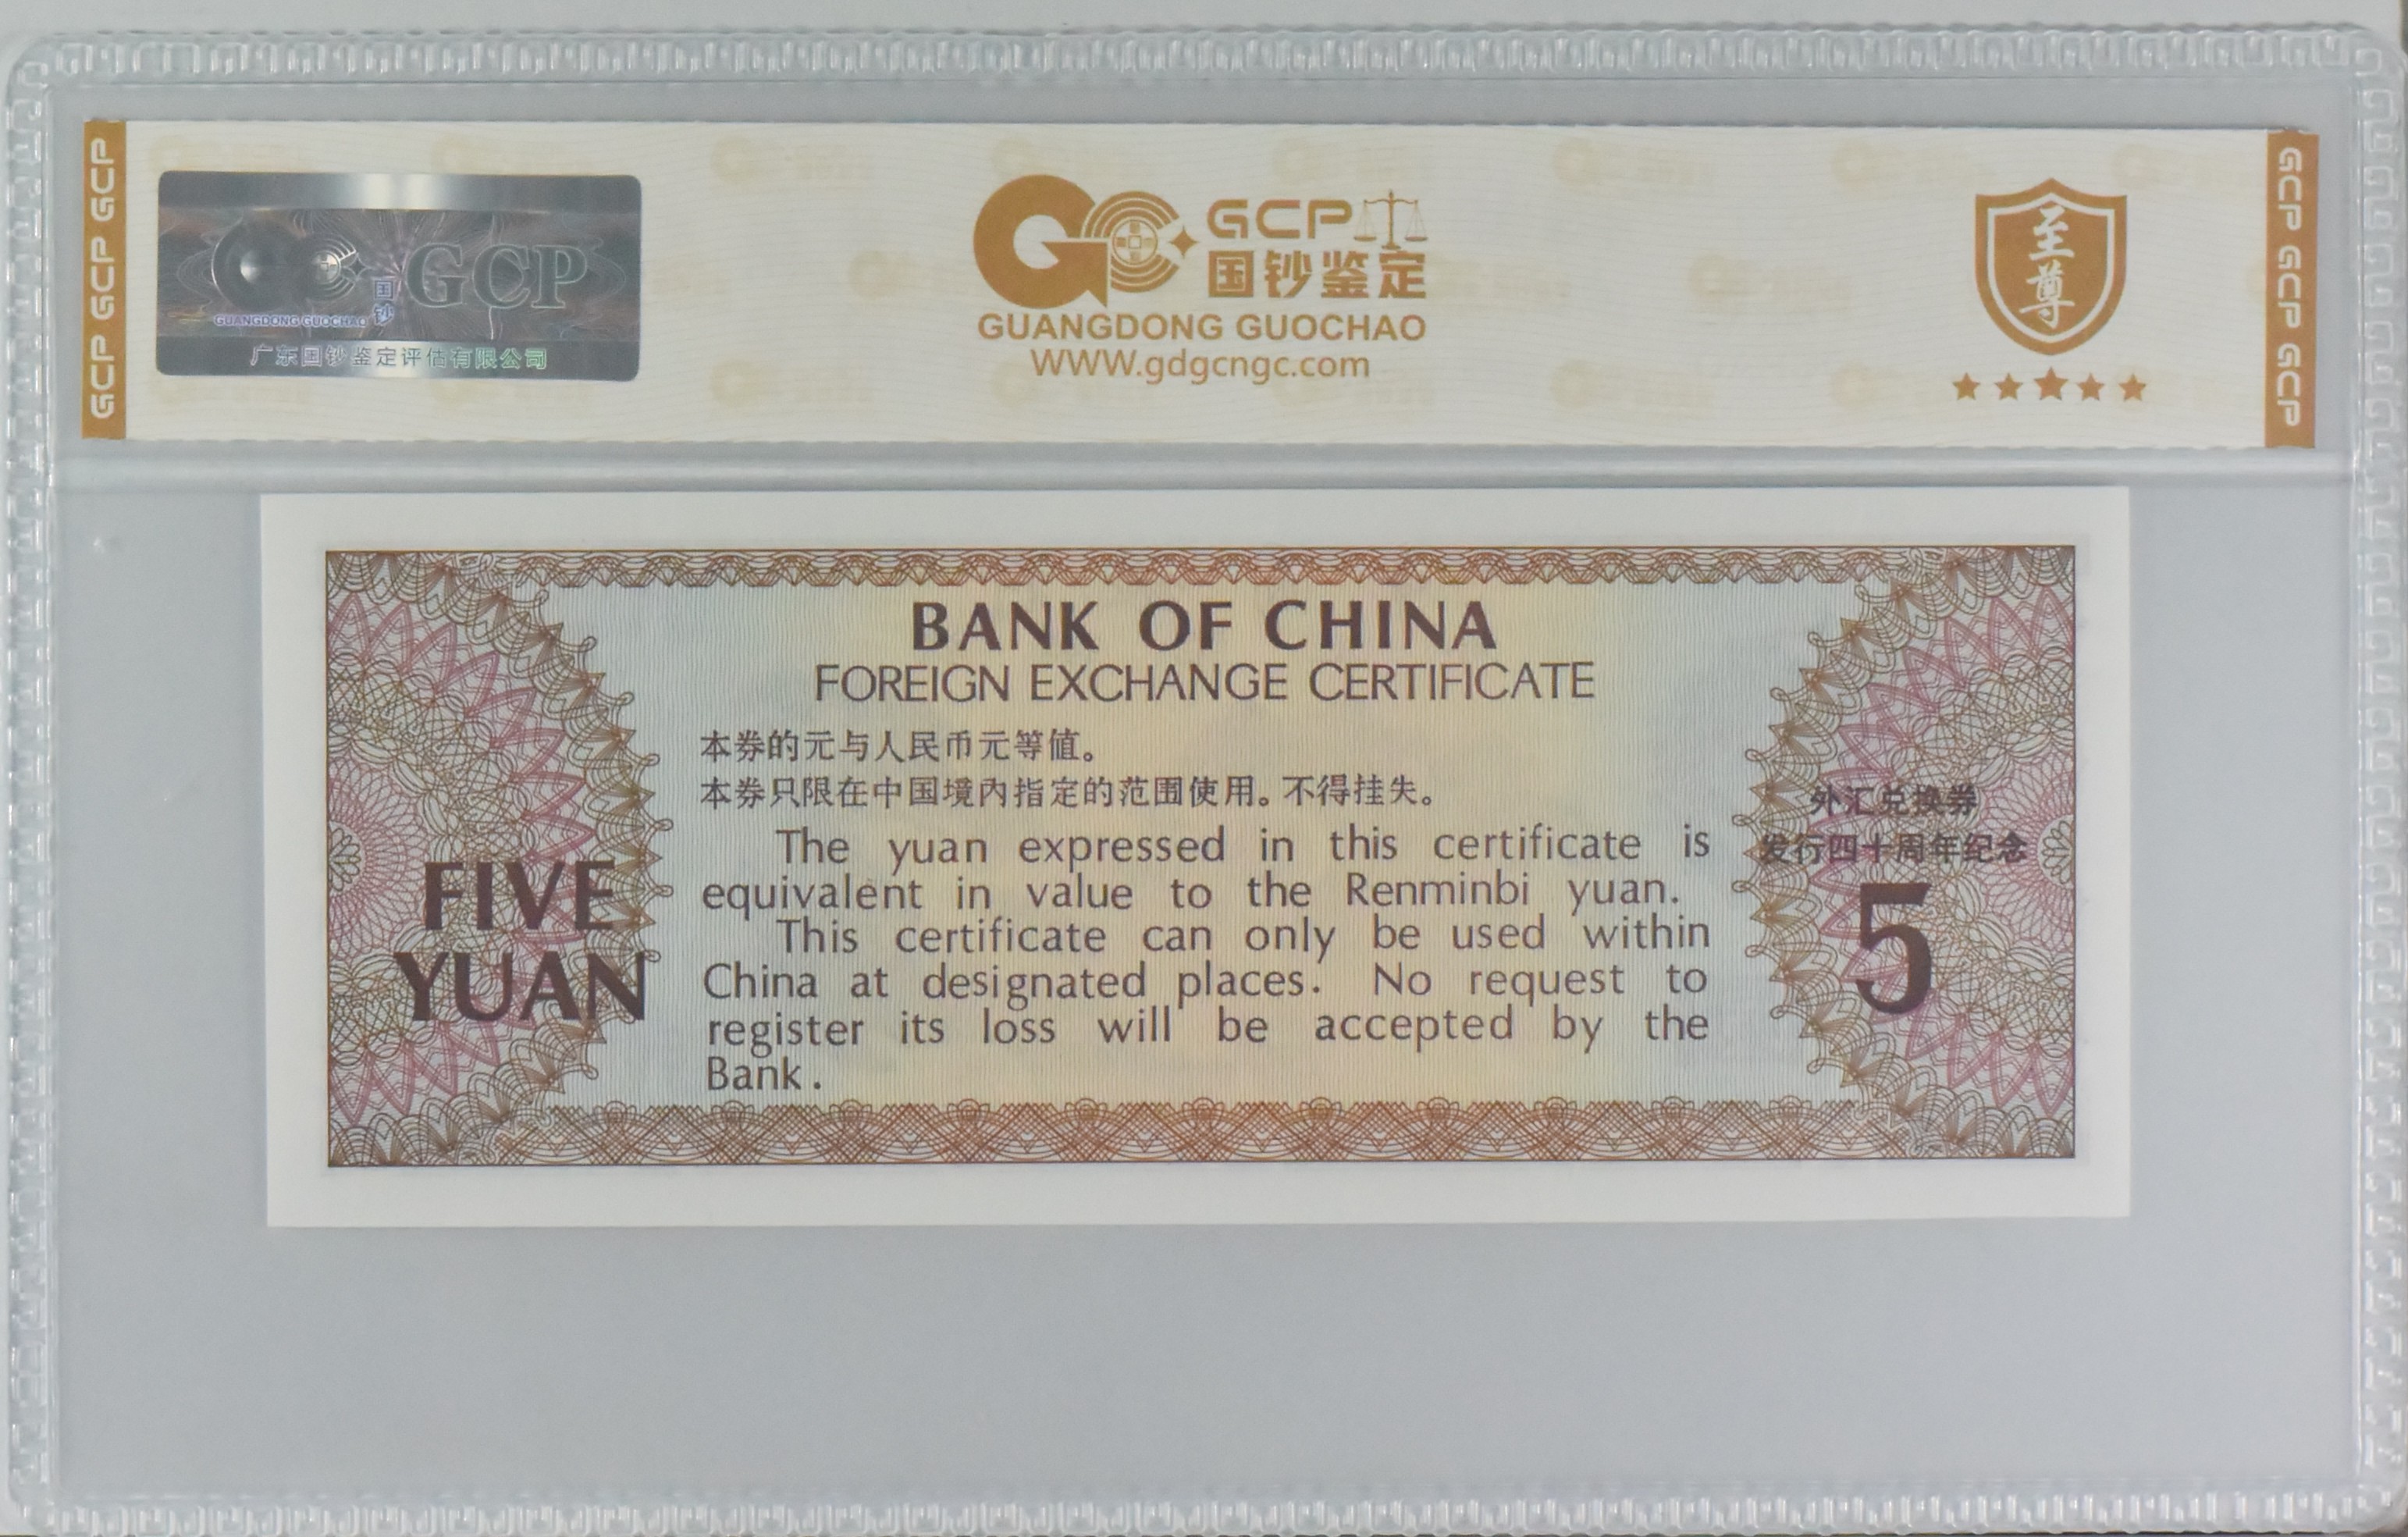 GCP GCP GCP
GCP
国钞
GUANGDONG GUOCHAO
广东国钞鉴定评估有限公司
GCP
国钞鉴定
GUANGDONG GUOCHAO
WWW.gdgcngc.com
至尊
GCP GCP GCP
BANK OF CHINA
FOREIGN EXCHANGE CERTIFICATE
本券的元与人民币元等值。
本券只限在中国境内指定的范围使用。不得挂失。
The yuan expressed in this certificate is
equivalent in value to the Renminbi yuan.
This certificate can only be used within
China at designated places. No request to
register its loss will be accepted by the
Bank.
FIVE
YUAN
外汇兑换券
发行四十周年纪念
5